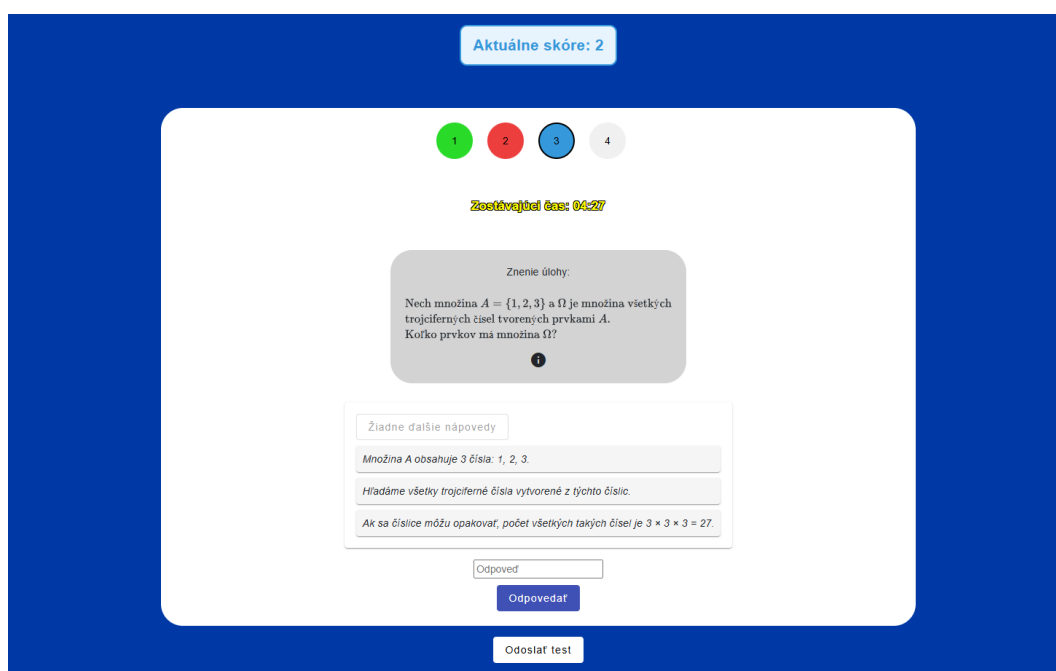 Aktuálne skóre: 2
1 2 3 4
Zostávajúci čas: 04:27
Znenie úlohy:
Nech množina A = {1, 2, 3} a Ω je množina všetkých
trojciferných čísel tvorených prvkami A.
Koľko prvkov má množina Ω?
Žiadne ďalšie nápovedy
Množina A obsahuje 3 čísla: 1, 2, 3.
Hľadáme všetky trojciferné čísla vytvorené z týchto číslic.
Ak sa číslice môžu opakovať, počet všetkých takých čísel je 3 × 3 × 3 = 27.
Odpoveď
Odpovedať
Odoslať test